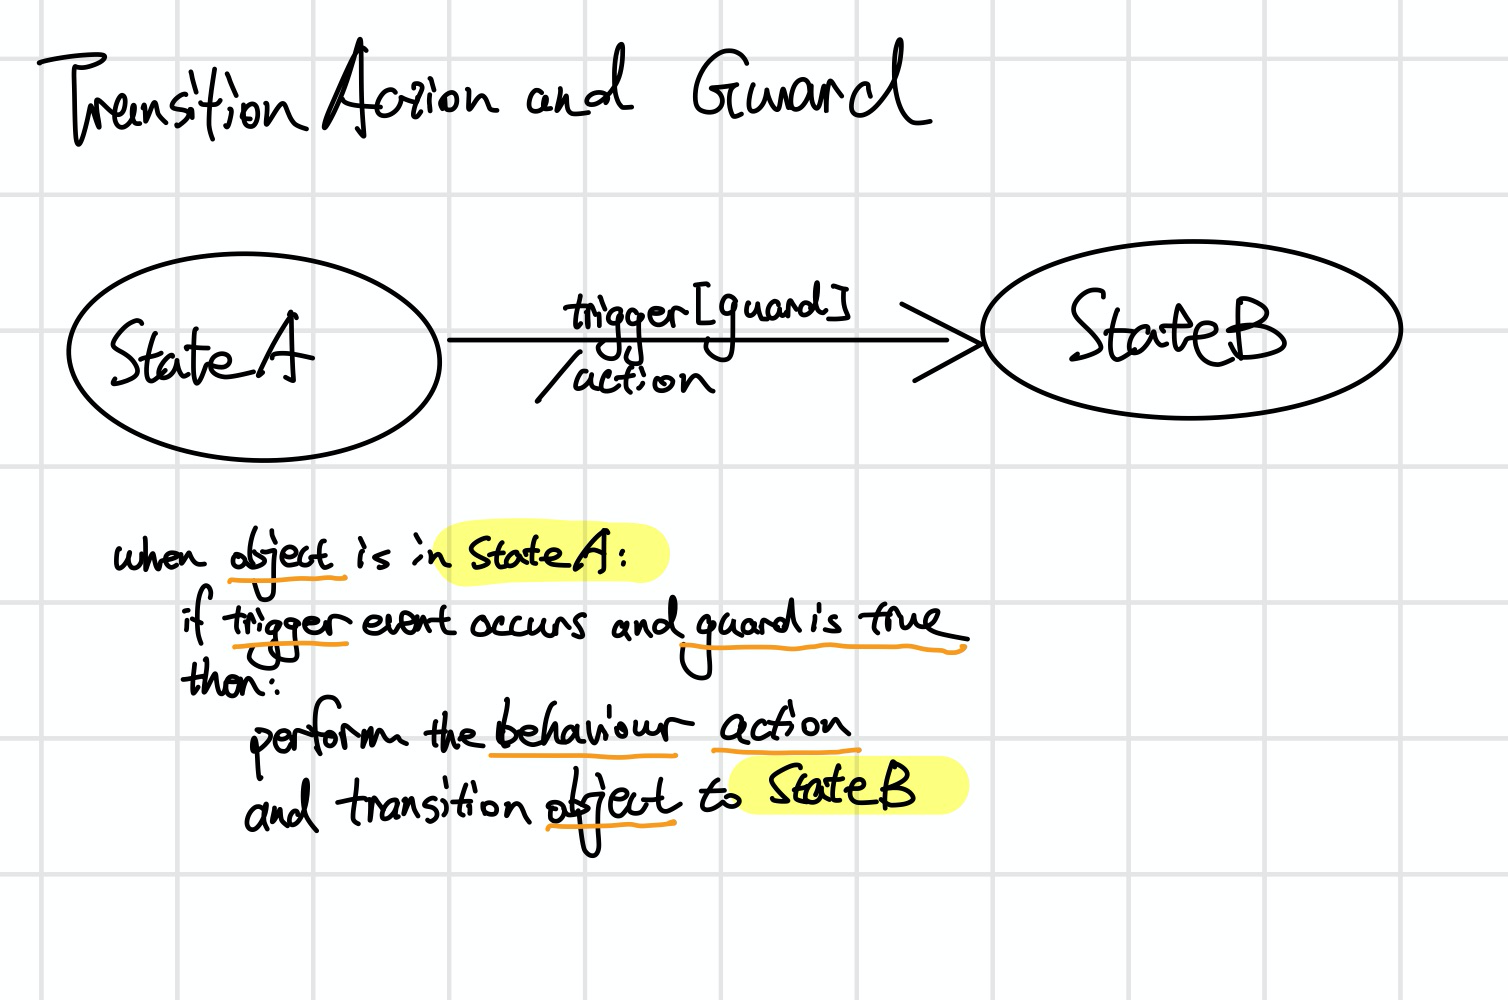 Transition Action and Guard
State A
trigger [guard]
/action
State B
when object is in State A:
if trigger event occurs and guard is true
then:
perform the behaviour action
and transition object to State B